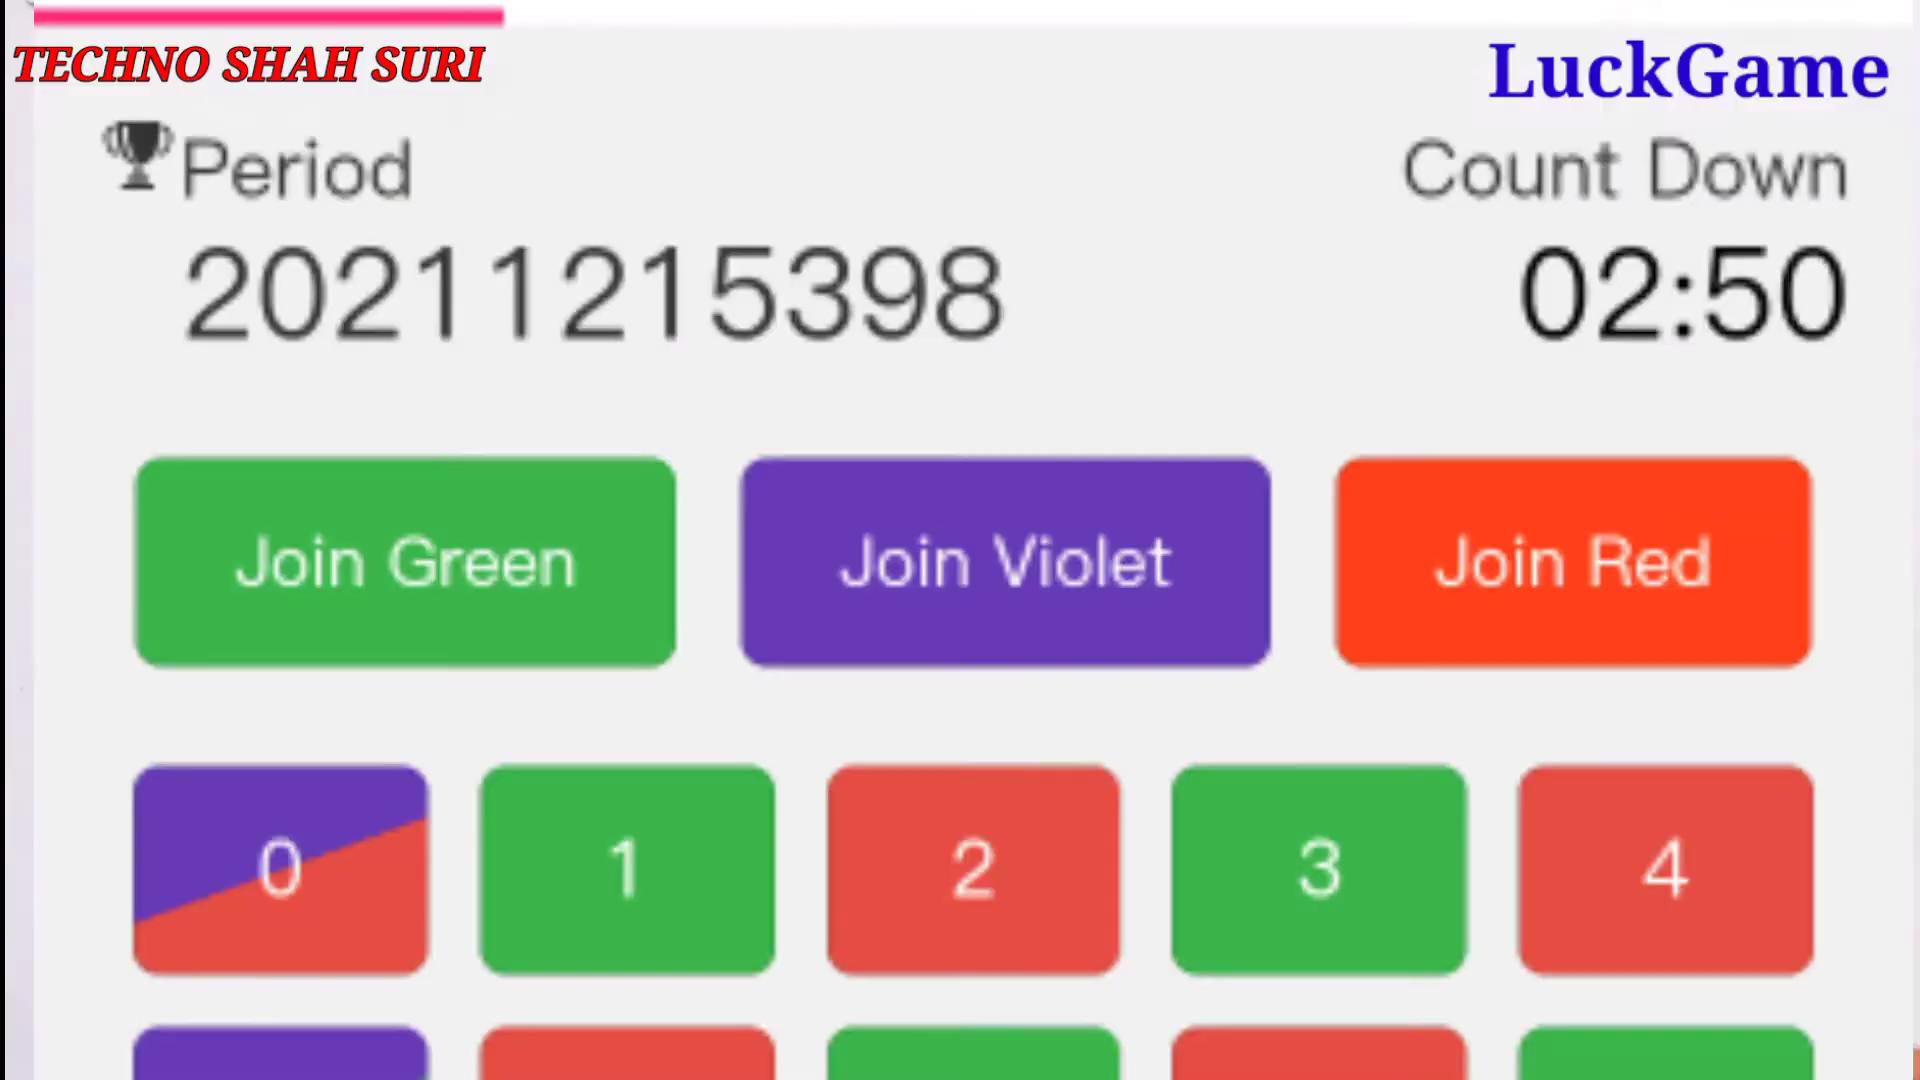 TECHNO SHAH SURI
LuckGame
Period
Count Down
20211215398
02:50
Join Green
Join Violet
Join Red
0
1
2
3
4